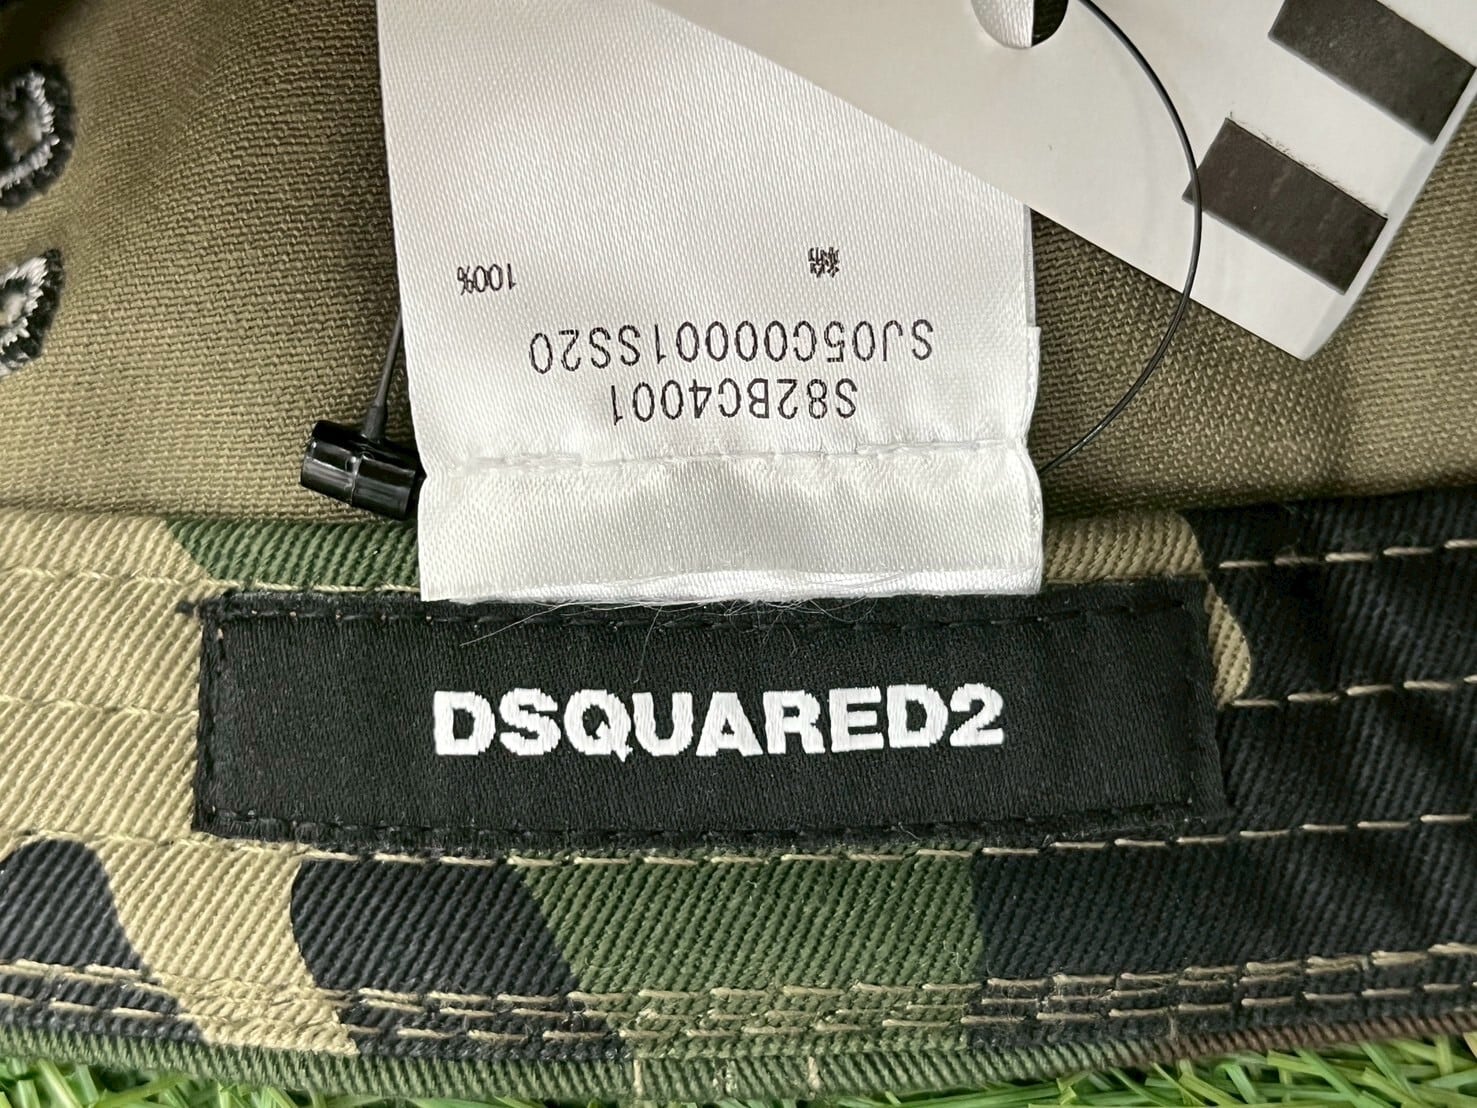 S82BC4001
SJ05C00001SS20
綿 100%
DSQUARED2